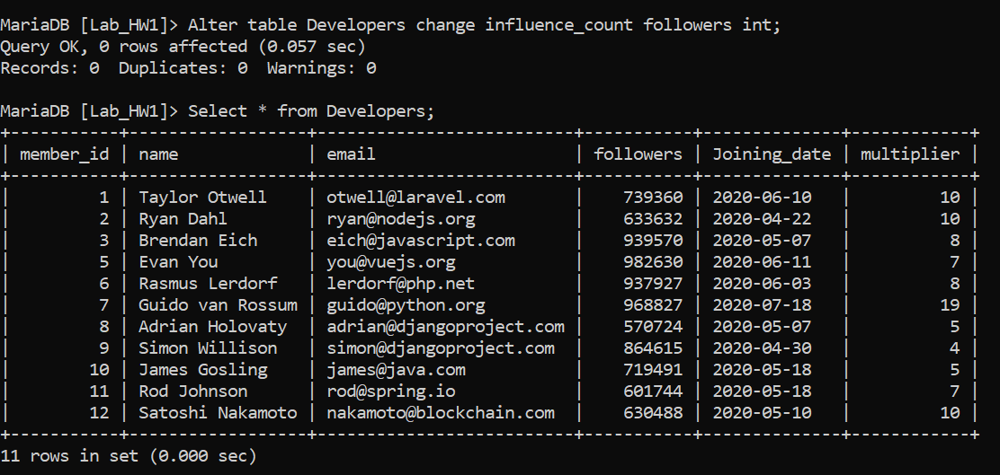 MariaDB [Lab_HW1]> Alter table Developers change influence_count followers int;
Query OK, 0 rows affected (0.057 sec)
Records: 0  Duplicates: 0  Warnings: 0

MariaDB [Lab_HW1]> Select * from Developers;
+-----------+------------------+-------------------------+-----------+--------------+------------+
| member_id | name             | email                   | followers | Joining_date | multiplier |
+-----------+------------------+-------------------------+-----------+--------------+------------+
|         1 | Taylor Otwell    | otwell@laravel.com      |    739360 | 2020-06-10   |         10 |
|         2 | Ryan Dahl        | ryan@nodejs.org         |    633632 | 2020-04-22   |         10 |
|         3 | Brendan Eich     | eich@javascript.com     |    939570 | 2020-05-07   |          8 |
|         5 | Evan You         | you@vuejs.org           |    982630 | 2020-06-11   |          7 |
|         6 | Rasmus Lerdorf   | lerdorf@php.net         |    937927 | 2020-06-03   |          8 |
|         7 | Guido van Rossum | guido@python.org        |    968827 | 2020-07-18   |         19 |
|         8 | Adrian Holovaty  | adrian@djangoproject.com |    570724 | 2020-05-07   |          5 |
|         9 | Simon Willison   | simon@djangoproject.com |    864615 | 2020-04-30   |          4 |
|        10 | James Gosling    | james@java.com          |    719491 | 2020-05-18   |          5 |
|        11 | Rod Johnson      | rod@spring.io           |    601744 | 2020-05-18   |          7 |
|        12 | Satoshi Nakamoto | nakamoto@blockchain.com |    630488 | 2020-05-10   |         10 |
+-----------+------------------+-------------------------+-----------+--------------+------------+
11 rows in set (0.000 sec)